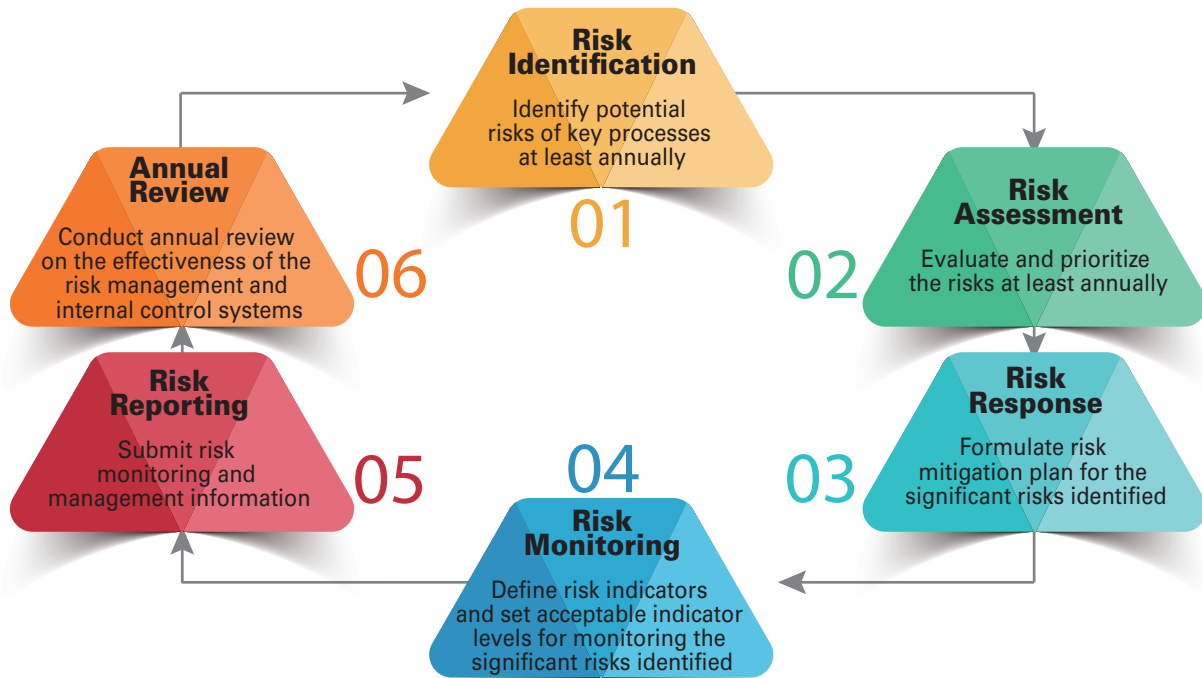 Risk
Identification
Identify potential
risks of key processes
at least annually
01
Risk
Assessment
Evaluate and prioritize
the risks at least annually
02
Risk
Response
Formulate risk
mitigation plan for the
significant risks identified
03
04
Risk
Monitoring
Define risk indicators
and set acceptable indicator
levels for monitoring the
significant risks identified
Risk
Reporting
Submit risk
monitoring and
management information
05
Annual
Review
Conduct annual review
on the effectiveness of the
risk management and
internal control systems
06